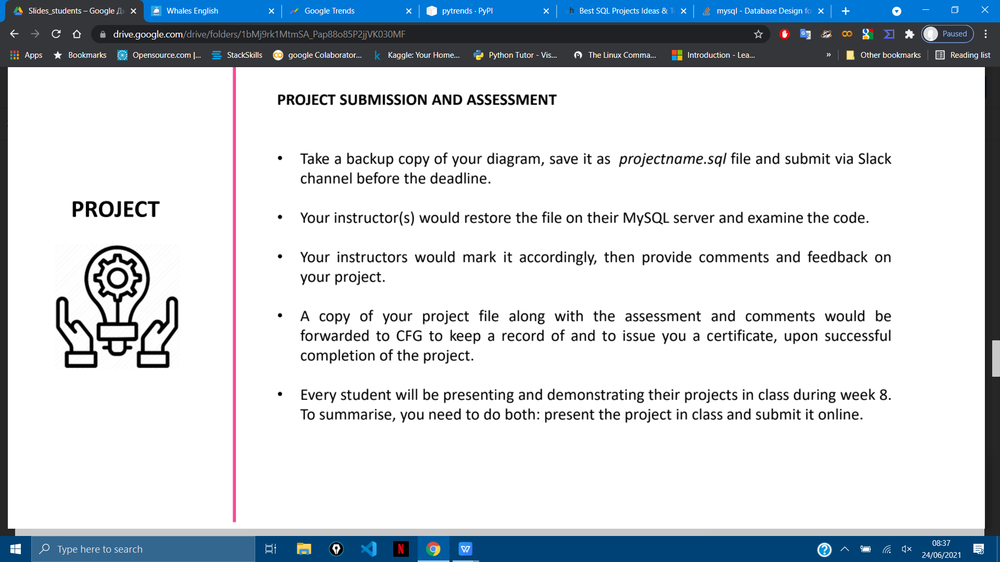 Slides_students – Google Ди
Whales English
Google Trends
pytrends · PyPI
Best SQL Projects Ideas & To
mysql - Database Design fo
drive.google.com/drive/folders/1bMj9rk1MtmSA_Pap88o85P2jjVK030MF
Paused
Apps
Bookmarks
Opensource.com |...
StackSkills
google Colaborator...
Kaggle: Your Home...
Python Tutor - Vis...
The Linux Comma...
Introduction - Lea...
»
Other bookmarks
Reading list
PROJECT
PROJECT SUBMISSION AND ASSESSMENT
• Take a backup copy of your diagram, save it as projectname.sql file and submit via Slack
channel before the deadline.
• Your instructor(s) would restore the file on their MySQL server and examine the code.
• Your instructors would mark it accordingly, then provide comments and feedback on
your project.
• A copy of your project file along with the assessment and comments would be
forwarded to CFG to keep a record of and to issue you a certificate, upon successful
completion of the project.
• Every student will be presenting and demonstrating their projects in class during week 8.
To summarise, you need to do both: present the project in class and submit it online.
Type here to search
08:37
24/06/2021